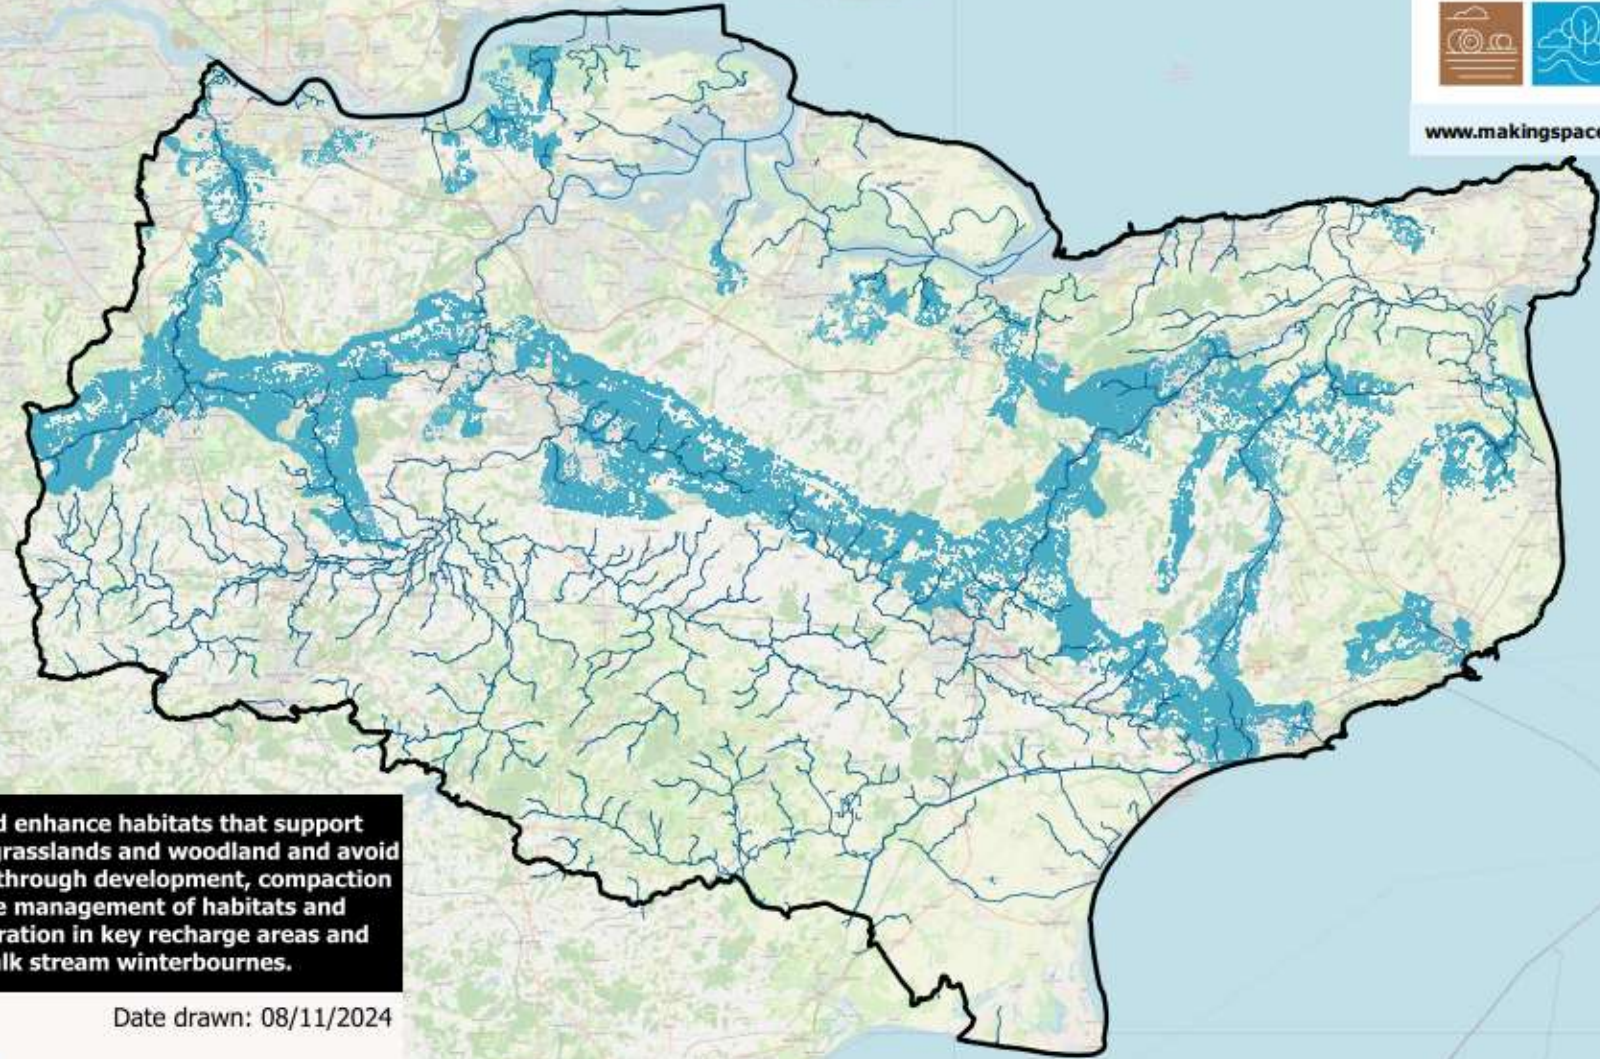 www.makingspace
d enhance habitats that support
grasslands and woodland and avoid
through development, compaction
e management of habitats and
ration in key recharge areas and
lk stream winterbournes.
Date drawn: 08/11/2024